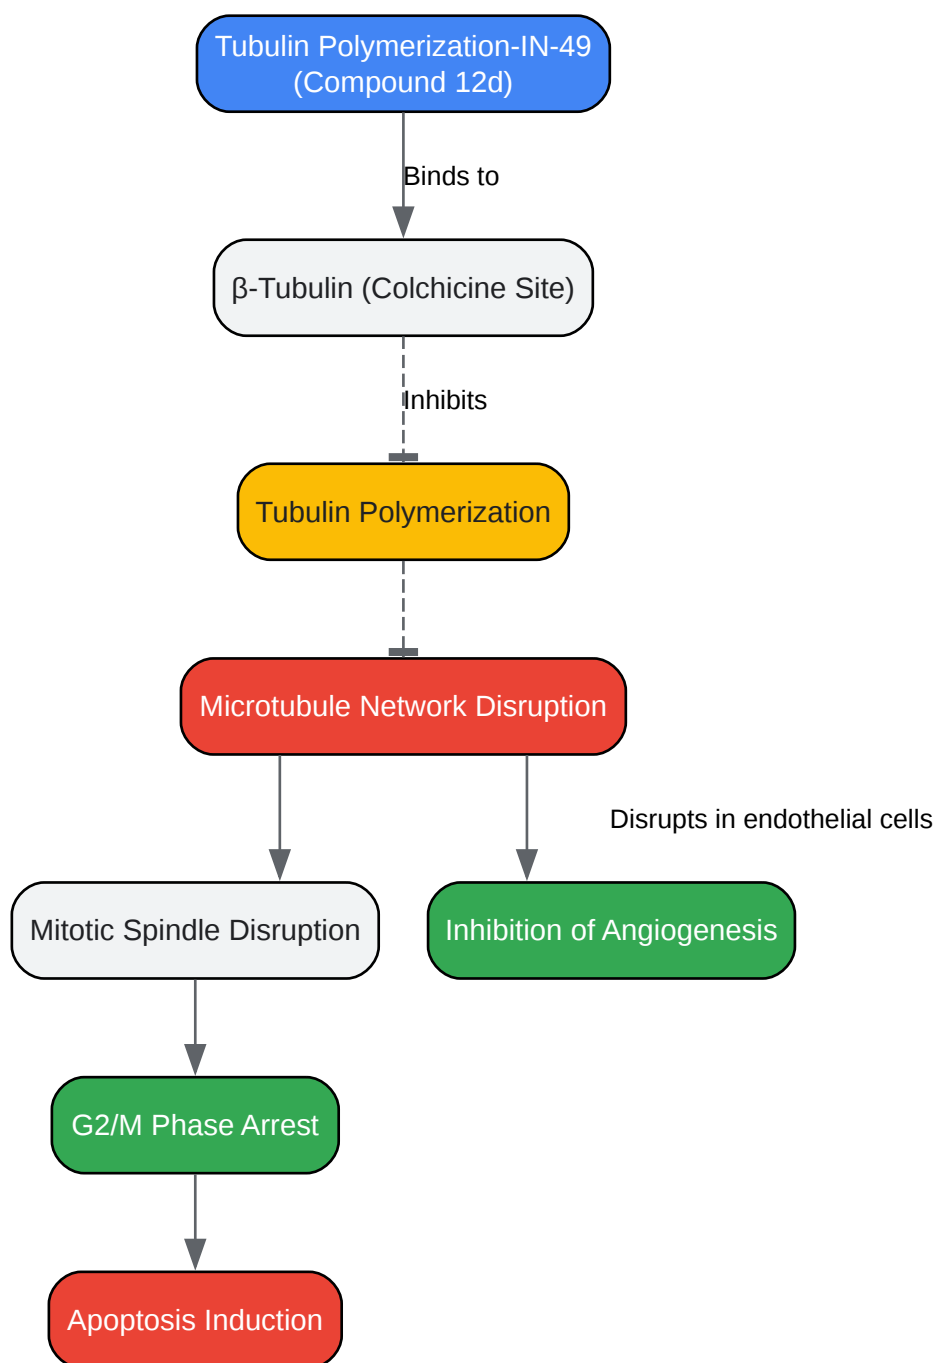 Tubulin Polymerization-IN-49
(Compound 12d)
Binds to
β-Tubulin (Colchicine Site)
Inhibits
Tubulin Polymerization
Microtubule Network Disruption
Disrupts in endothelial cells
Mitotic Spindle Disruption
Inhibition of Angiogenesis
G2/M Phase Arrest
Apoptosis Induction